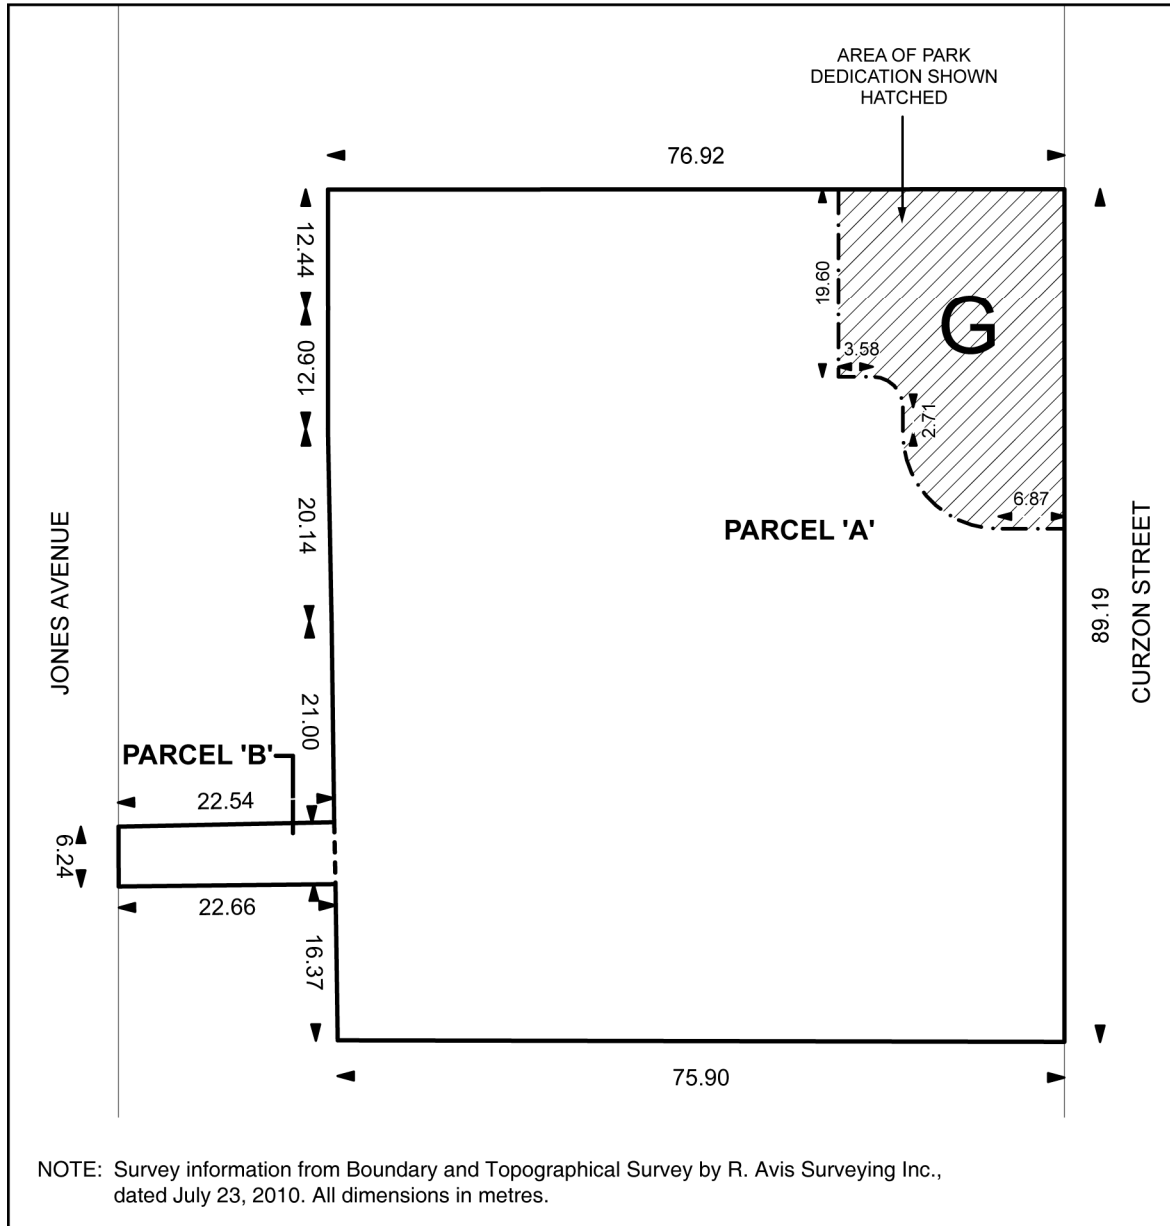 AREA OF PARK
DEDICATION SHOWN
HATCHED
76.92
12.44
19.60
G
12.60
3.58
2.71
20.14
6.87
PARCEL 'A'
JONES AVENUE
CURZON STREET
89.19
21.00
PARCEL 'B'
22.54
6.24
22.66
16.37
75.90
NOTE: Survey information from Boundary and Topographical Survey by R. Avis Surveying Inc.,
dated July 23, 2010. All dimensions in metres.